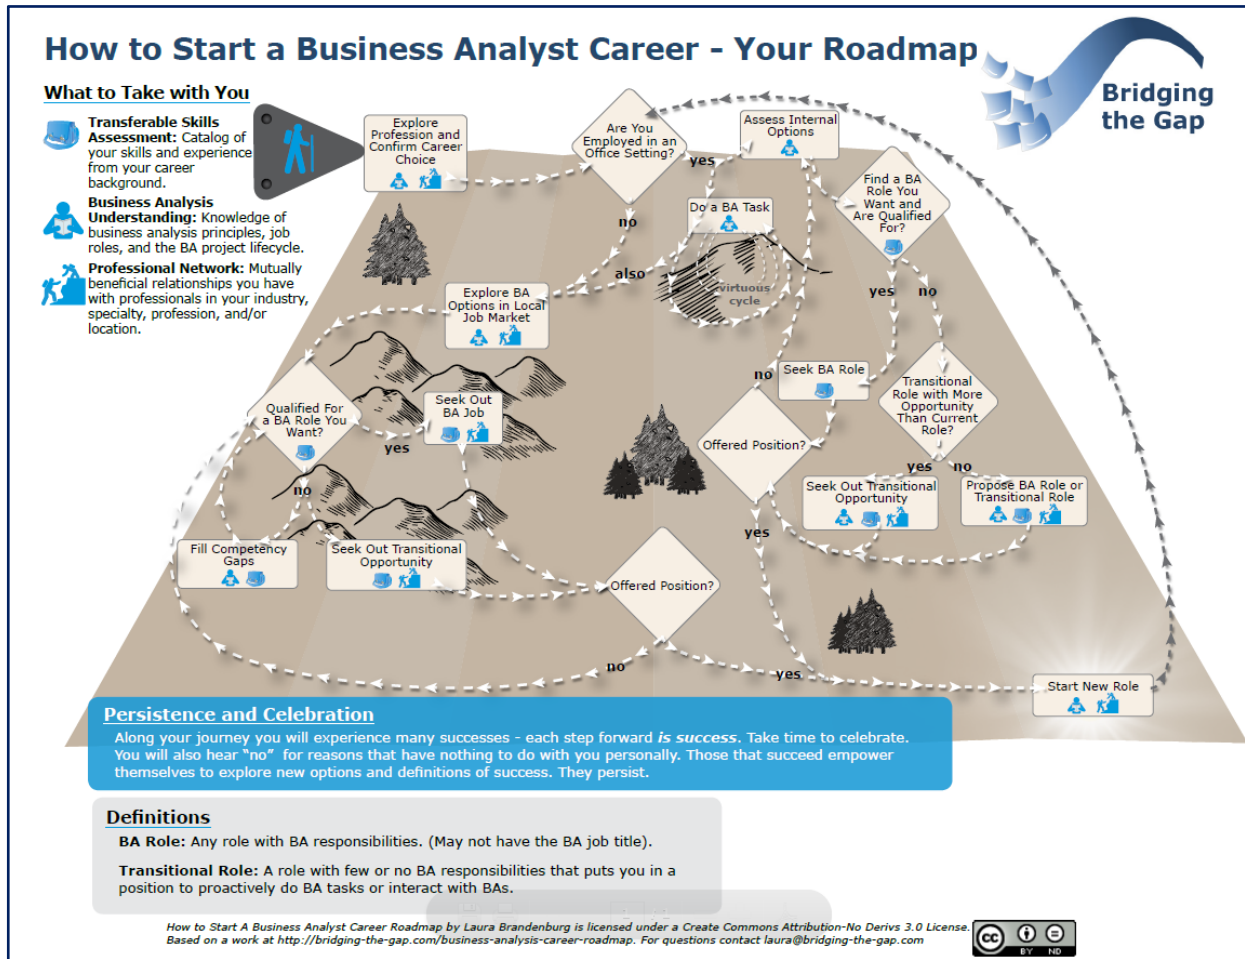 How to Start a Business Analyst Career - Your Roadmap
Bridging
the Gap
What to Take with You
Transferable Skills
Assessment: Catalog of
your skills and experience
from your career
background.
Business Analysis
Understanding: Knowledge of
business analysis principles, job
roles, and the BA project lifecycle.
Professional Network: Mutually
beneficial relationships you have
with professionals in your industry,
specialty, profession, and/or
location.
Explore
Profession and
Confirm Career
Choice
Are You
Employed in an
Office Setting?
yes
no
also
Assess Internal
Options
Do a BA Task
virtuous
cycle
Find a BA
Role You
Want and
Are Qualified
For?
yes
no
Explore BA
Options in Local
Job Market
Qualified For
a BA Role You
Want?
yes
no
Seek Out
BA Job
Fill Competency
Gaps
Seek Out Transitional
Opportunity
Seek BA Role
no
Offered Position?
yes
Transitional
Role with More
Opportunity
Than Current
Role?
yes
no
Seek Out Transitional
Opportunity
Propose BA Role or
Transitional Role
Offered Position?
no
yes
Start New Role
Persistence and Celebration
Along your journey you will experience many successes - each step forward is success. Take time to celebrate.
You will also hear "no" for reasons that have nothing to do with you personally. Those that succeed empower
themselves to explore new options and definitions of success. They persist.
Definitions
BA Role: Any role with BA responsibilities. (May not have the BA job title).
Transitional Role: A role with few or no BA responsibilities that puts you in a
position to proactively do BA tasks or interact with BAs.
How to Start A Business Analyst Career Roadmap by Laura Brandenburg is licensed under a Create Commons Attribution-No Derivs 3.0 License.
Based on a work at http://bridging-the-gap.com/business-analysis-career-roadmap. For questions contact laura@bridging-the-gap.com
cc
BY ND